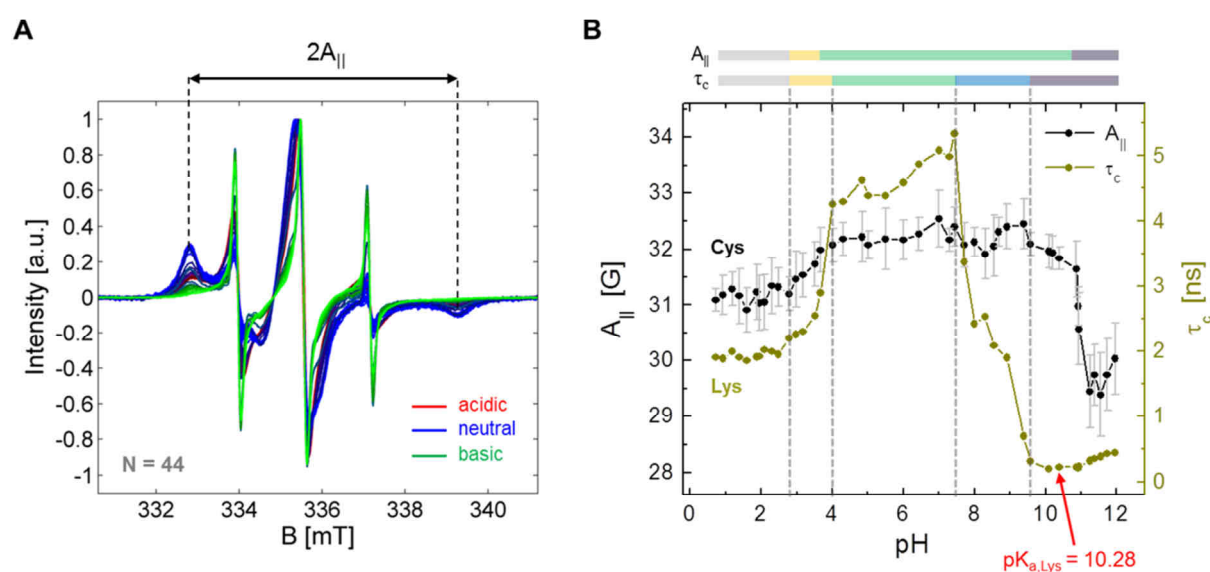 A
2A||
Intensity [a.u.]
1
0.8
0.6
0.4
0.2
0
-0.2
-0.4
-0.6
-0.8
-1
acidic
neutral
basic
N = 44
332
334
336
338
340
B [mT]
B
A||
τc
34
33
32
31
30
29
28
A|| [G]
A||
τc
Cys
Lys
5
4
3
2
1
0
τc [ns]
0
2
4
6
8
10
12
pH
pKa,Lys = 10.28